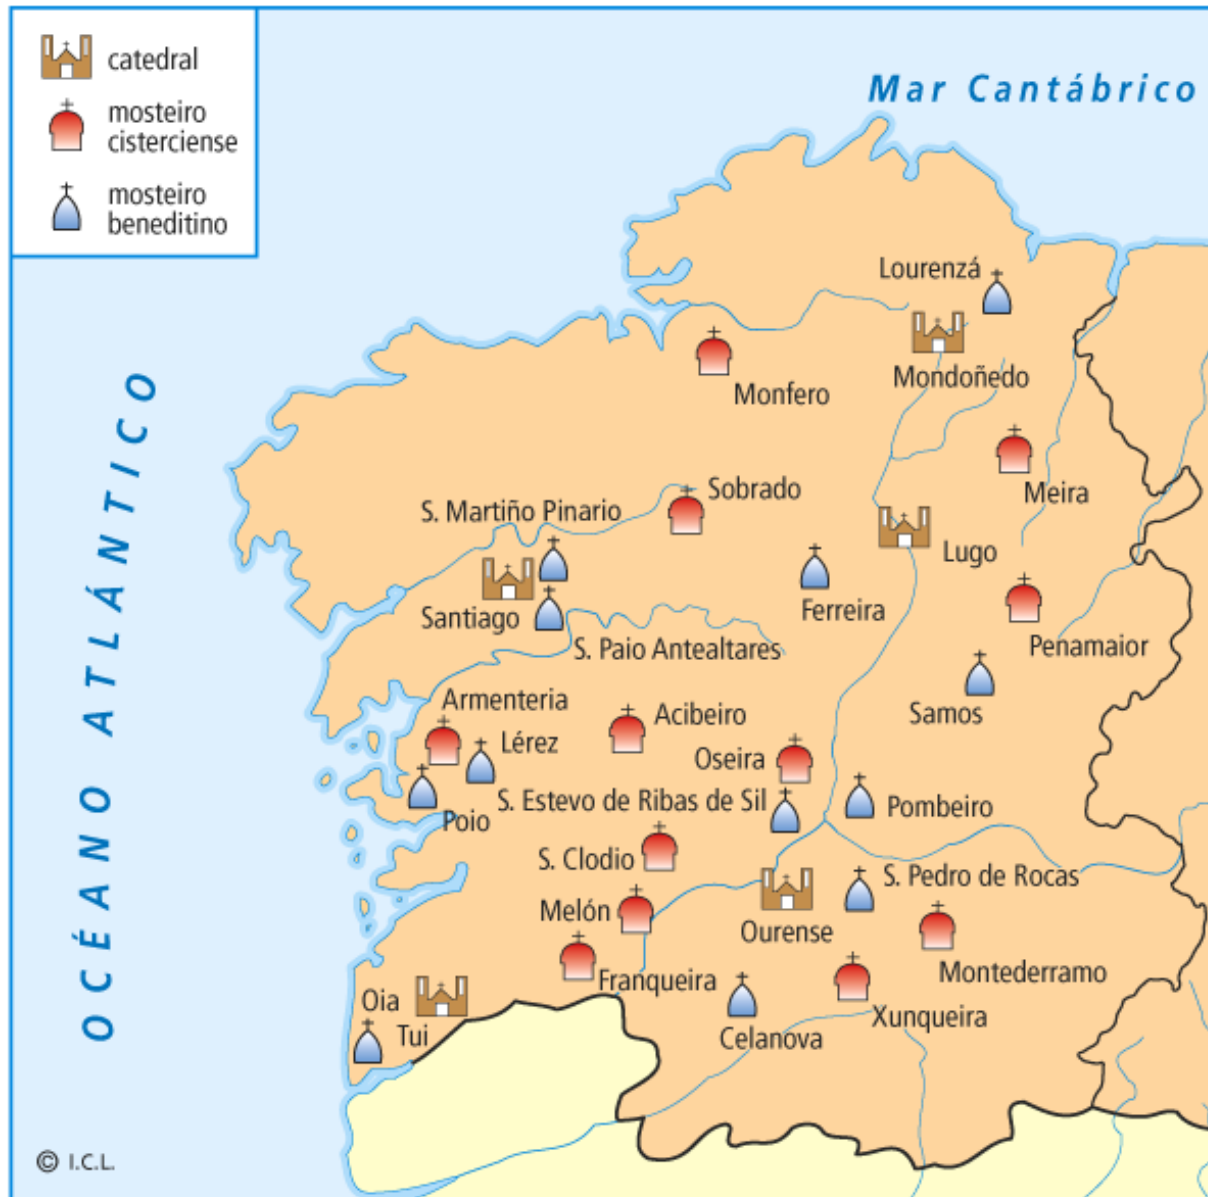 catedral
mosteiro
cisterciense
mosteiro
beneditino
Mar Cantábrico
OCÉANO ATLÁNTICO
Lourenzá
Mondoñedo
Monfero
Meira
Sobrado
S. Martiño Pinario
Lugo
Santiago
Ferreira
S. Paio Antealtares
Penamaior
Armenteria
Acibeiro
Samos
Lérez
Oseira
S. Estevo de Ribas de Sil
Pombeiro
Poio
S. Clodio
S. Pedro de Rocas
Melón
Ourense
Montederramo
Franqueira
Oia
Xunqueira
Tui
Celanova
© I.C.L.